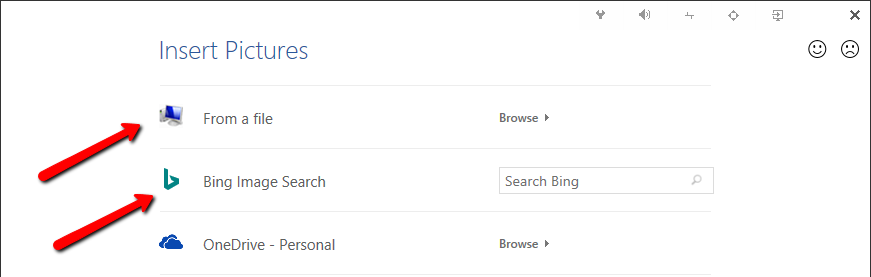 Insert Pictures
From a file Browse
Bing Image Search Search Bing
OneDrive - Personal Browse